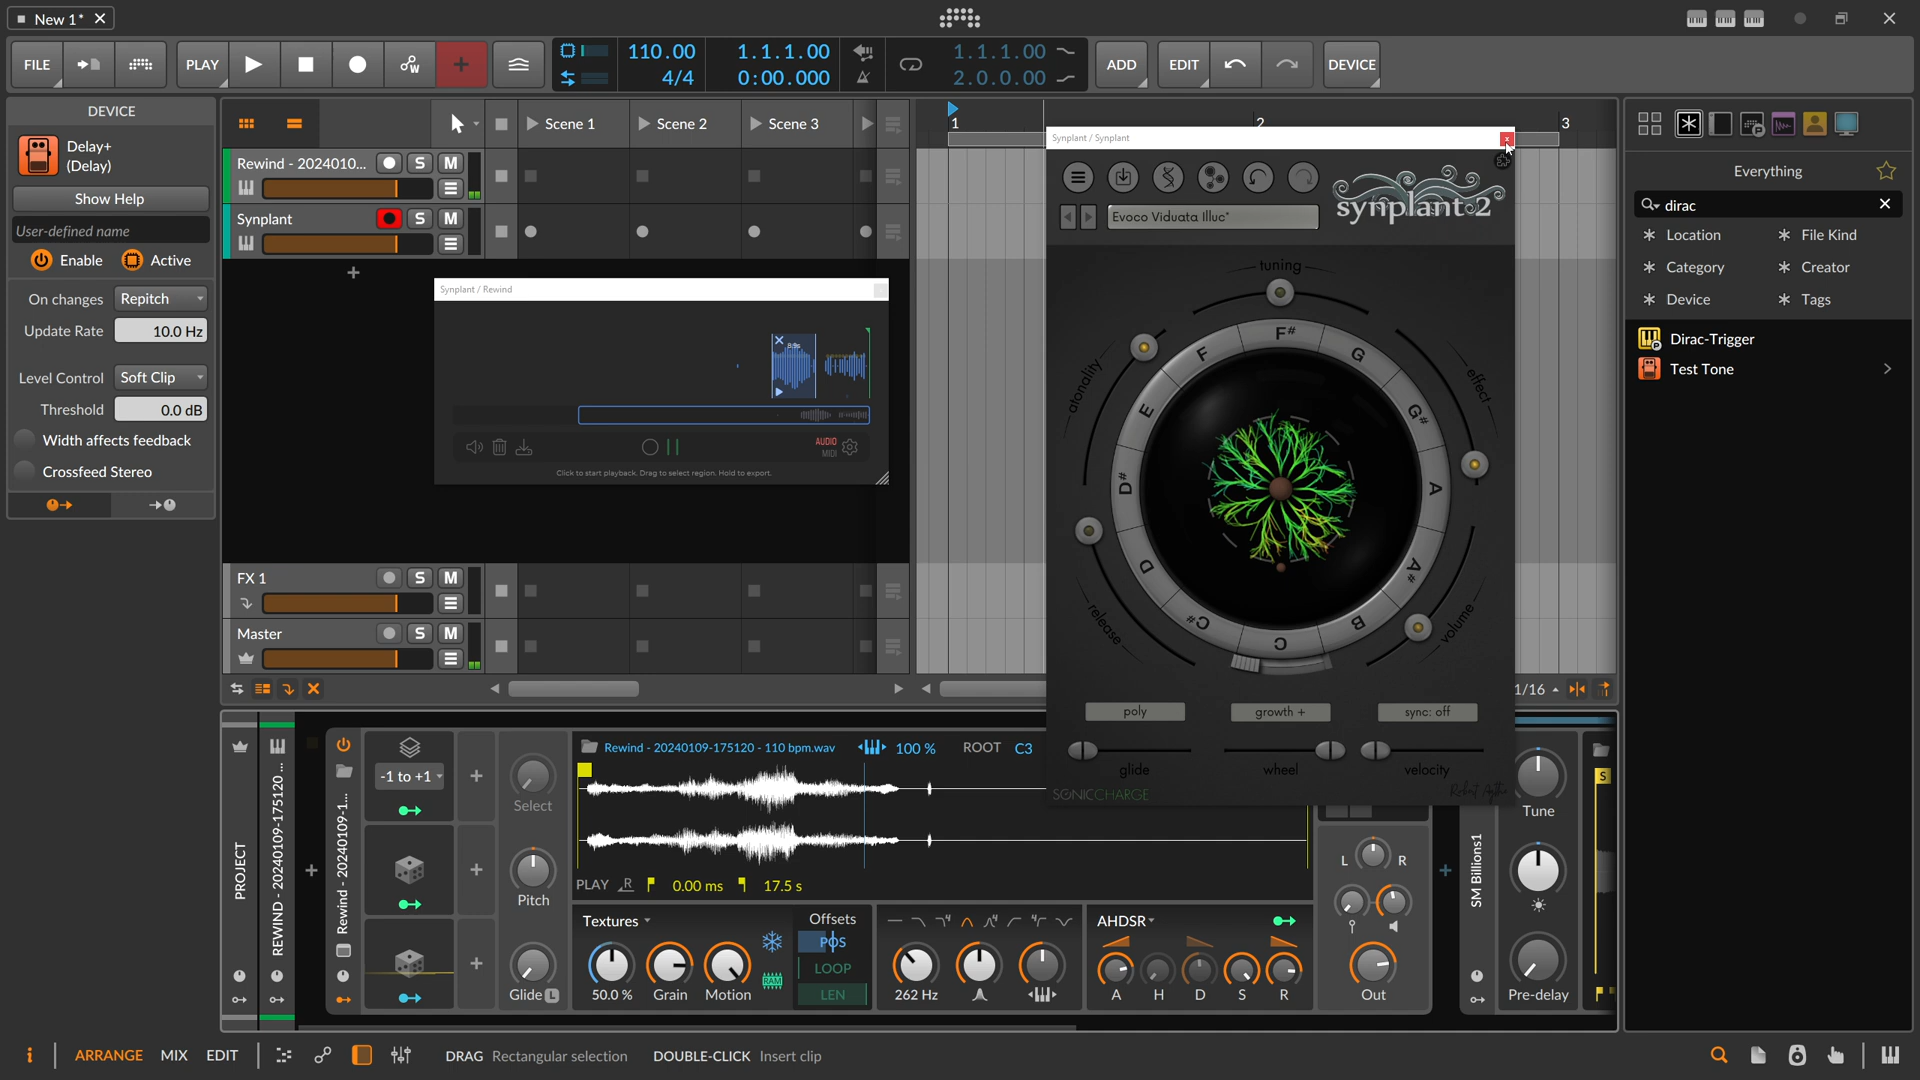 New 1*
FILE
PLAY
110.00
4/4
1.1.1.00
0:00.000
1.1.1.00
2.0.0.00
ADD
EDIT
DEVICE
DEVICE
Delay+
(Delay)
Show Help
User-defined name
Enable
Active
On changes
Repitch
Update Rate
10.0 Hz
Level Control
Soft Clip
Threshold
0.0 dB
Width affects feedback
Crossfeed Stereo
Scene 1
Scene 2
Scene 3
Rewind - 2024010...
S
M
Synplant
S
M
FX 1
S
M
Master
S
M
1
2
3
Synplant / Rewind
AUDIO
MIDI
Click to start playback. Drag to select region. Hold to export.
Synplant / Synplant
synplant 2
Evoco Viduata Illuc*
tuning
atonality
effect
release
volume
F#
G
G#
A
A#
B
C
C#
D
D#
E
F
poly
growth +
sync: off
glide
wheel
velocity
SONICCHARGE
1/16
Everything
dirac
Location
File Kind
Category
Creator
Device
Tags
Dirac-Trigger
Test Tone
PROJECT
REWIND - 20240109-175120 ...
Rewind - 20240109-1...
-1 to +1
Select
Pitch
Glide L
Rewind - 20240109-175120 - 110 bpm.wav
100 %
ROOT
C3
PLAY
R
0.00 ms
17.5 s
Textures
50.0 %
Grain
Motion
RAM
Offsets
POS
LOOP
LEN
262 Hz
AHDSR
A
H
D
S
R
L
R
Out
SM Billions1
Tune
Pre-delay
S
ARRANGE
MIX
EDIT
DRAG Rectangular selection
DOUBLE-CLICK Insert clip